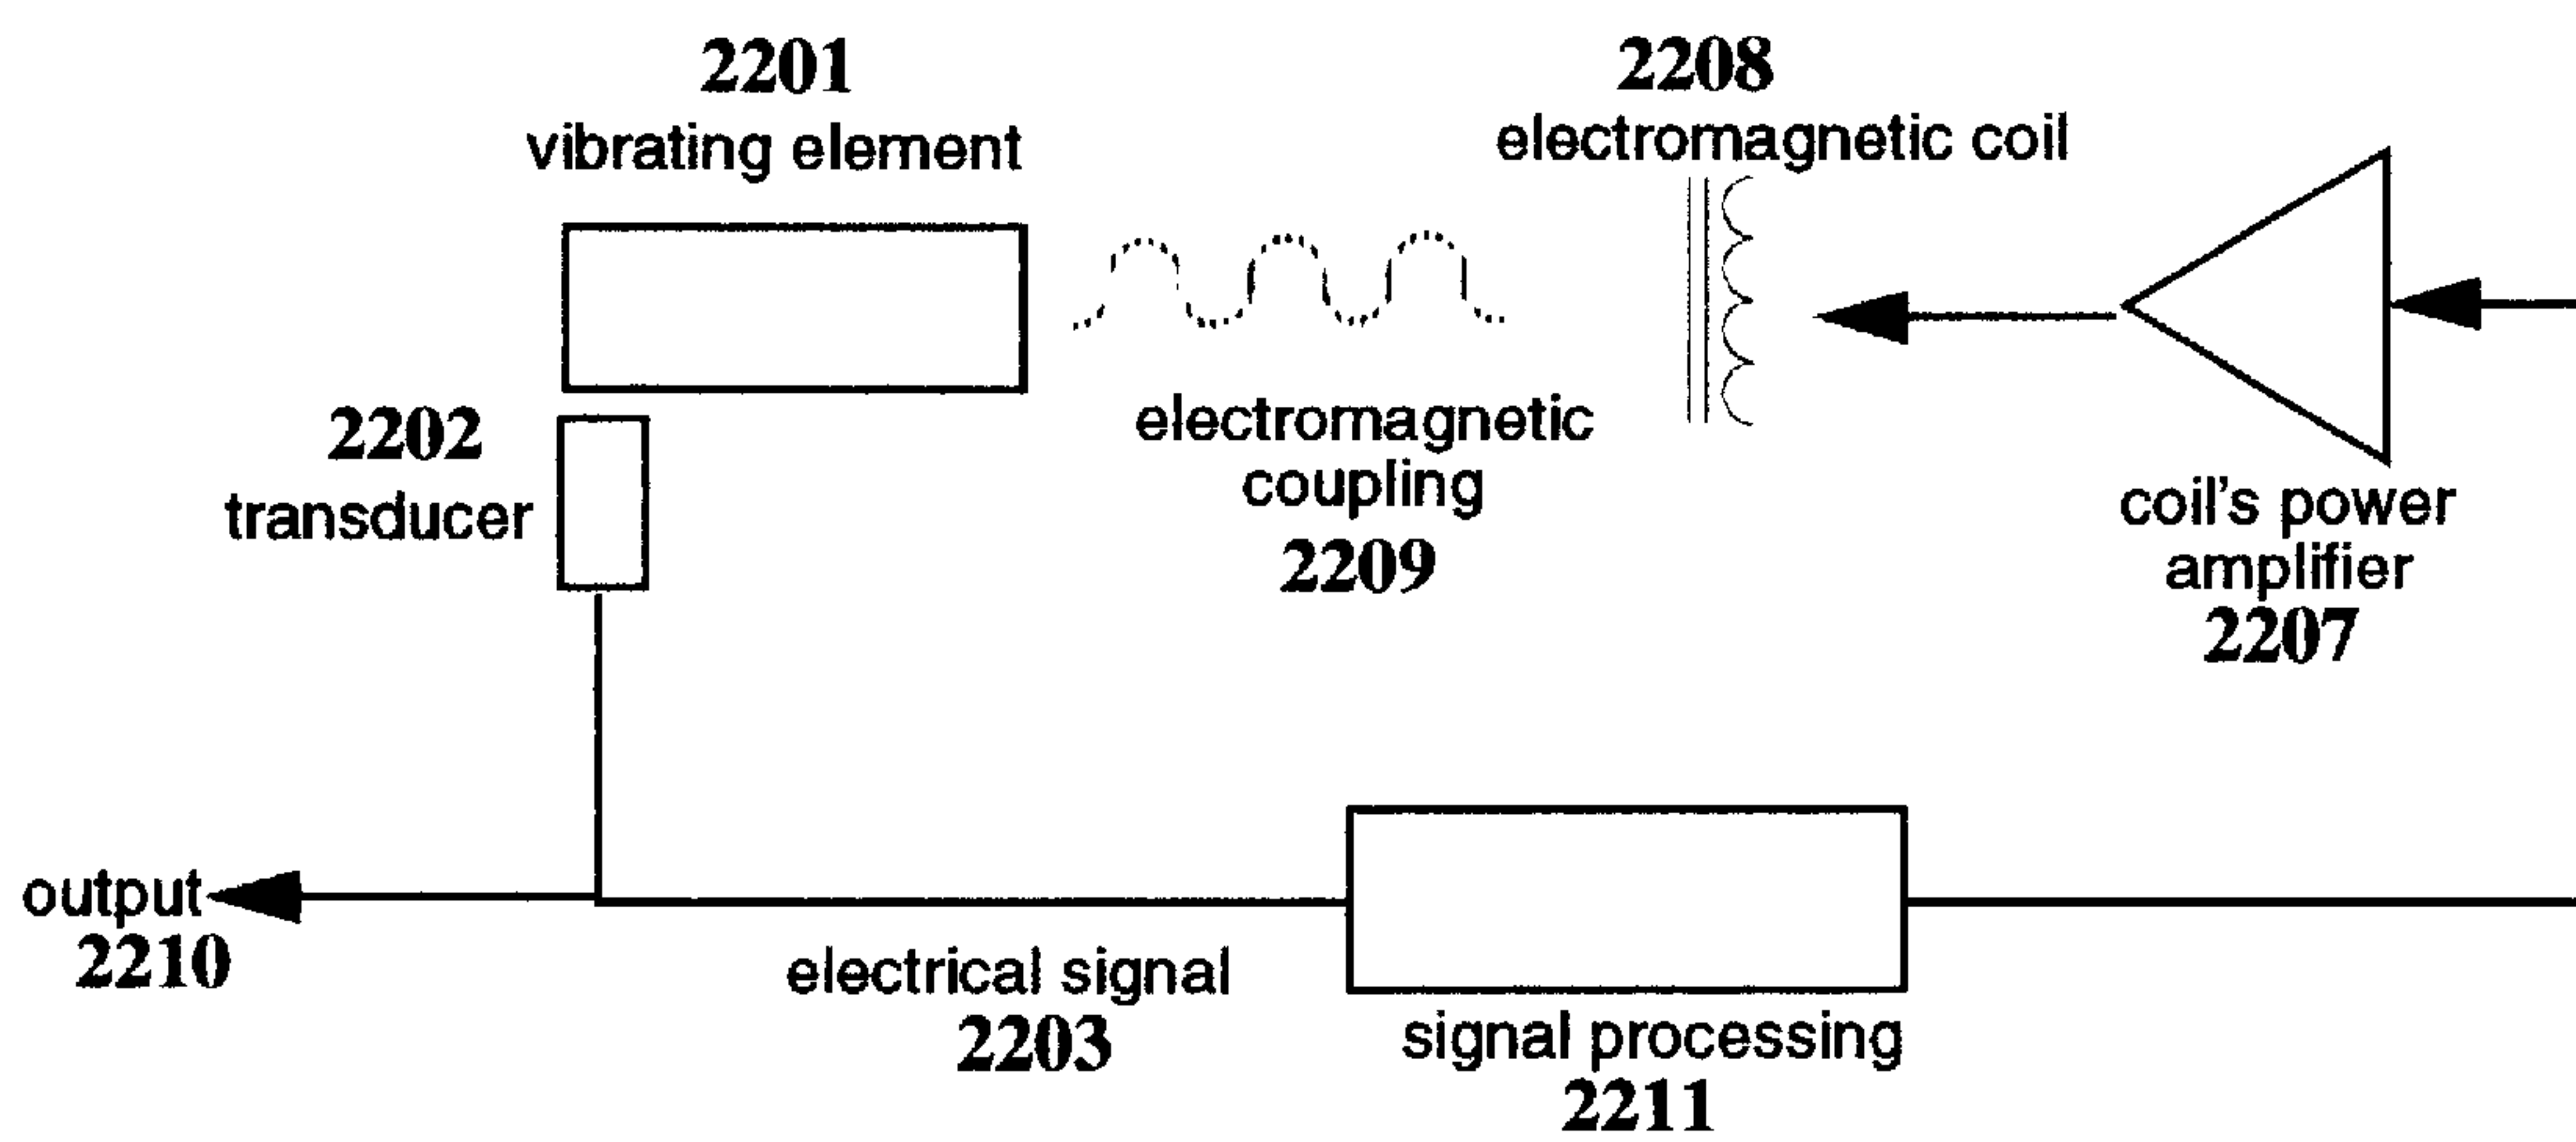 2201
vibrating element
2208
electromagnetic coil
2202
transducer
electromagnetic
coupling
2209
coil's power
amplifier
2207
output
2210
electrical signal
2203
signal processing
2211